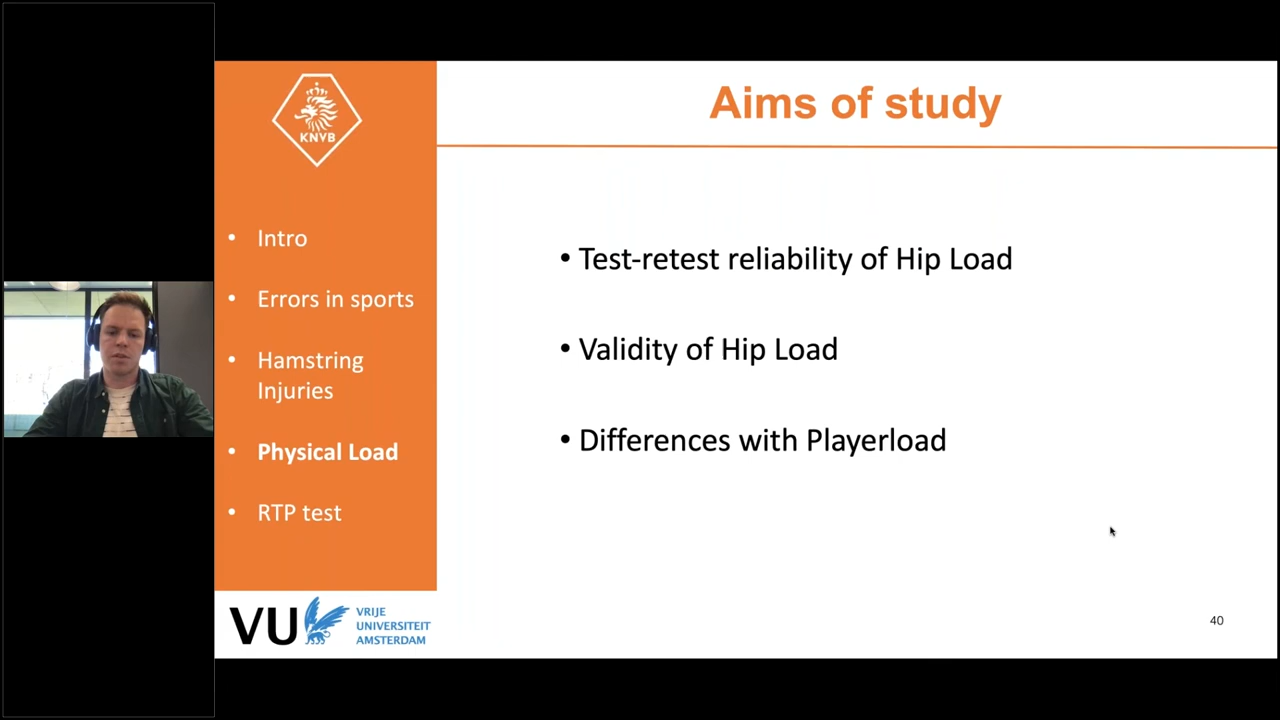 KNVB
Aims of study
• Intro
• Errors in sports
• Hamstring
Injuries
• Physical Load
• RTP test
• Test-retest reliability of Hip Load
• Validity of Hip Load
• Differences with Playerload
VU
VRIJE
UNIVERSITEIT
AMSTERDAM
40